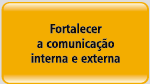 Fortalecer
a comunicação
interna e externa